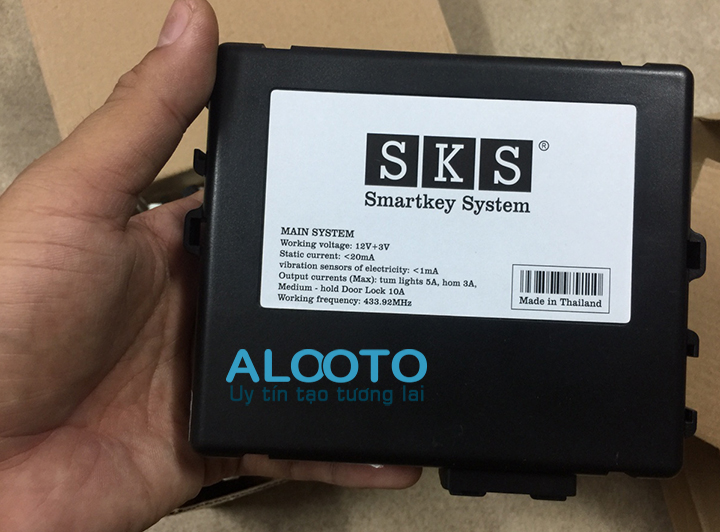 SKS®
Smartkey System
MAIN SYSTEM
Working voltage: 12V+3V
Static current: <20mA
vibration sensors of electricity: <1mA
Output currents (Max): tum lights 5A, hom 3A,
Medium - hold Door Lock 10A
Working frequency: 433.92MHz
Made in Thailand
ALOOTO
Uy tín tạo tương lai